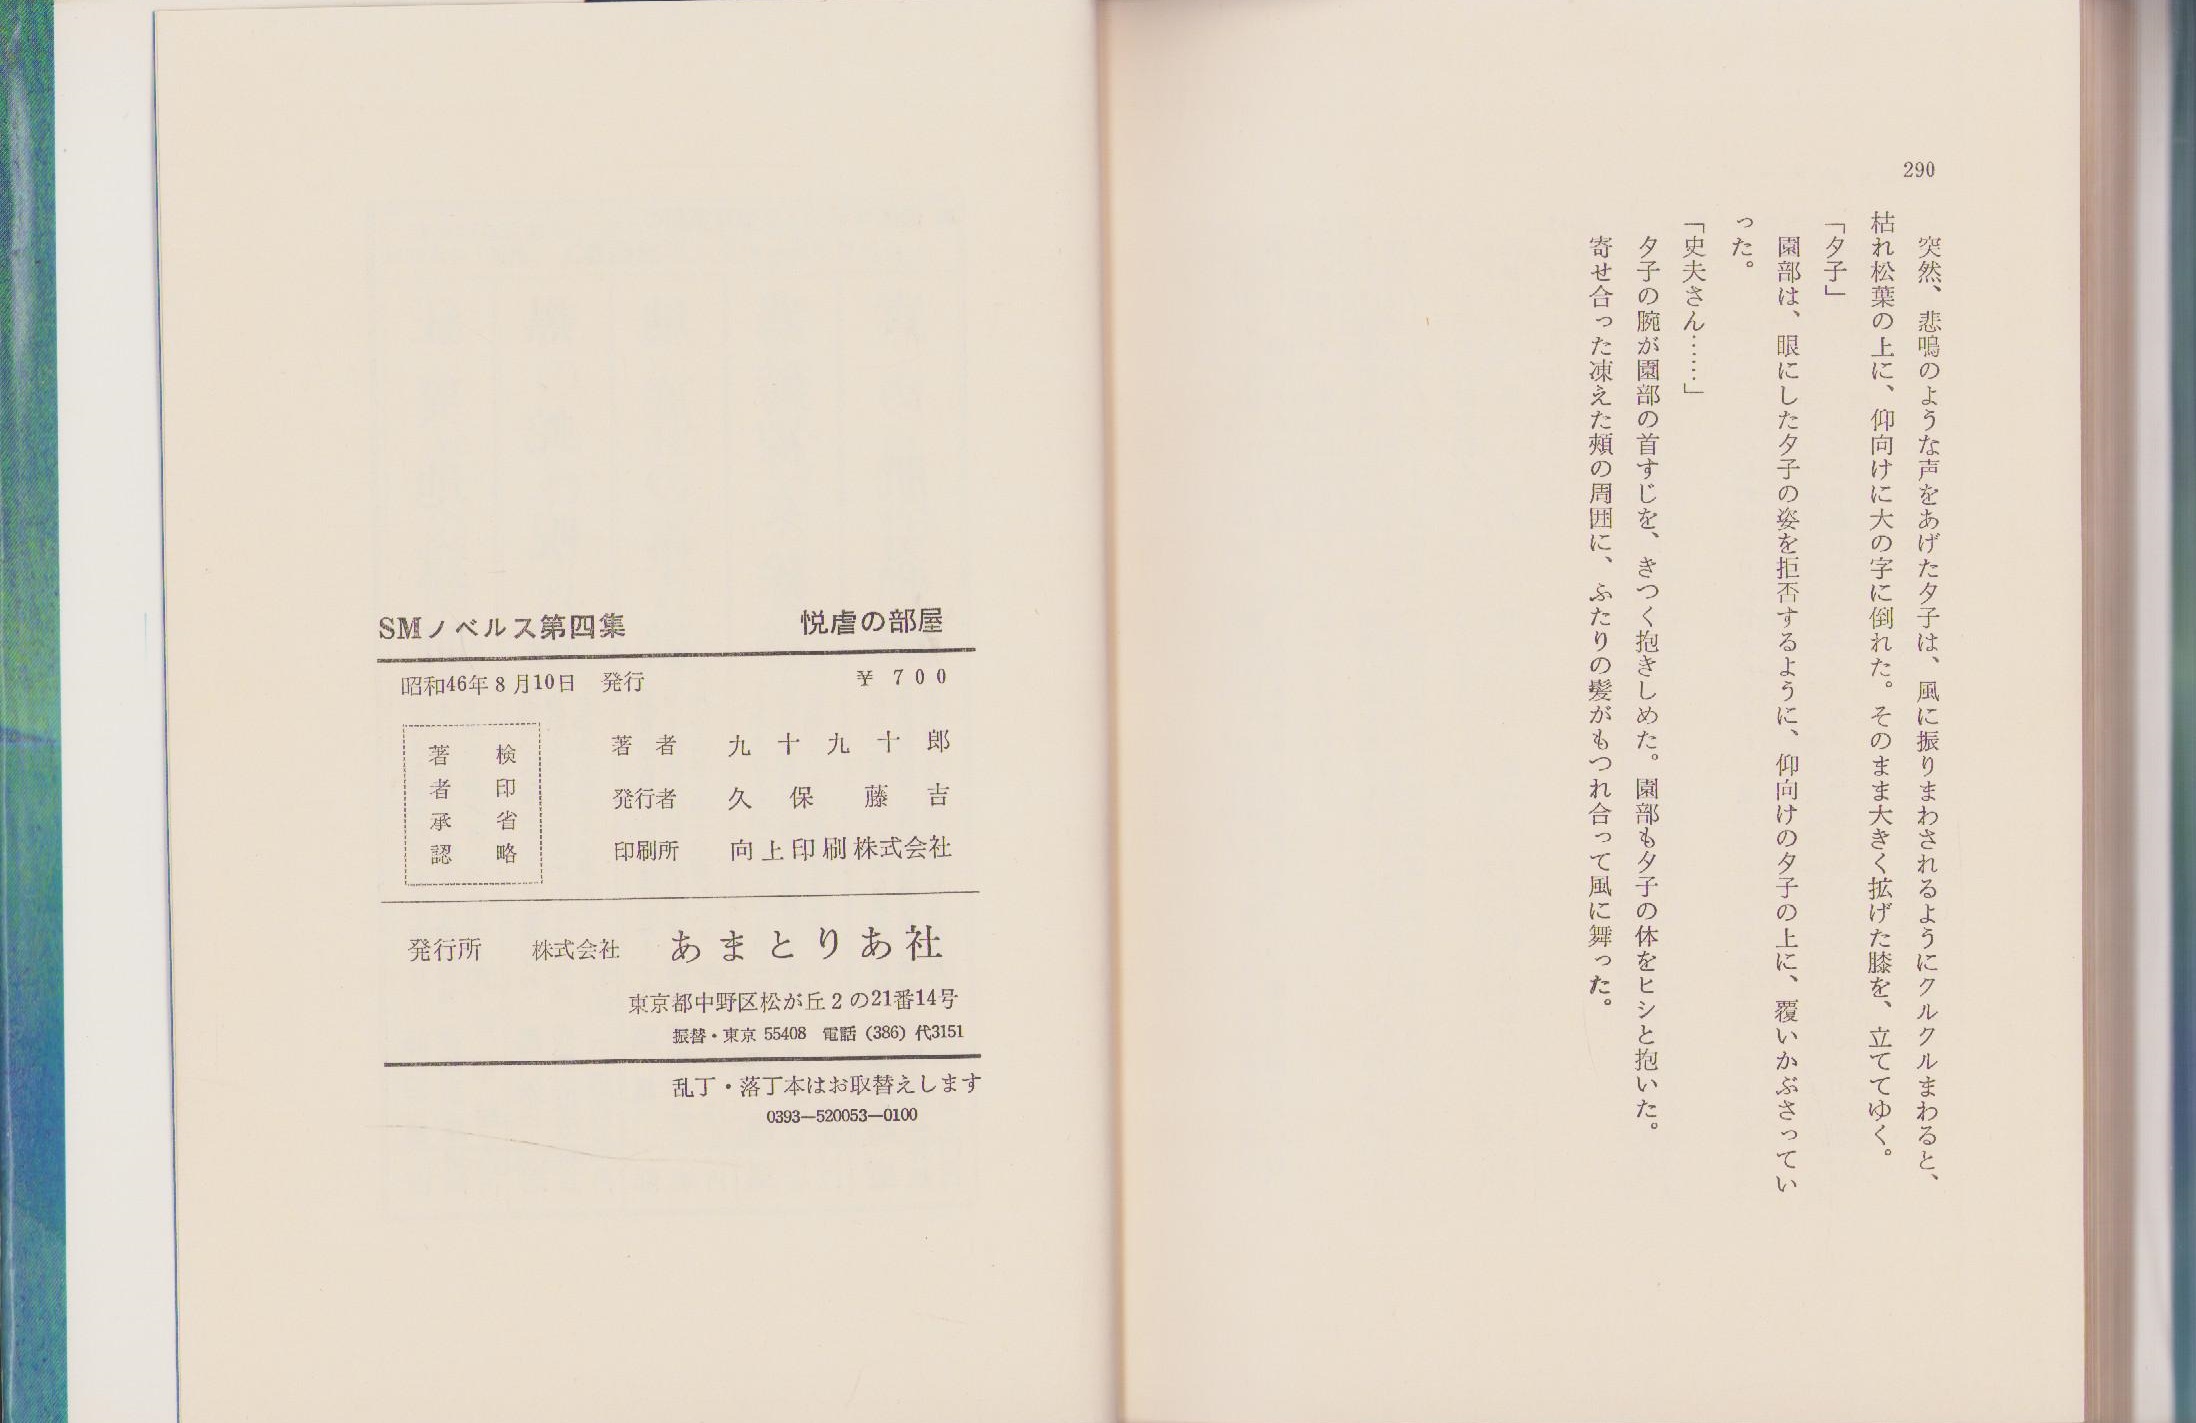 290
突然、悲鳴のような声をあげた夕子は、風に振りまわされるようにクルクルまわると、
枯れ松葉の上に、仰向けに大の字に倒れた。そのまま大きく拡げた膝を、立ててゆく。
「夕子」
園部は、眼にした夕子の姿を拒否するように、仰向けの夕子の上に、覆いかぶさってい
った。
「史夫さん……」
夕子の腕が園部の首すじを、きつく抱きしめた。園部も夕子の体をヒシと抱いた。
寄せ合った凍えた頰の周囲に、ふたりの髪がもつれ合って風に舞った。
SMノベルス第四集 悦虐の部屋
昭和46年8月10日 発行 ¥700
検印省略
著者承認
著者 九十九十郎
発行者 久保藤吉
印刷所 向上印刷株式会社
発行所 株式会社 あまとりあ社
東京都中野区松が丘2の21番14号
振替・東京 55408 電話(386)代3151
乱丁・落丁本はお取替えします
0393—520053—0100